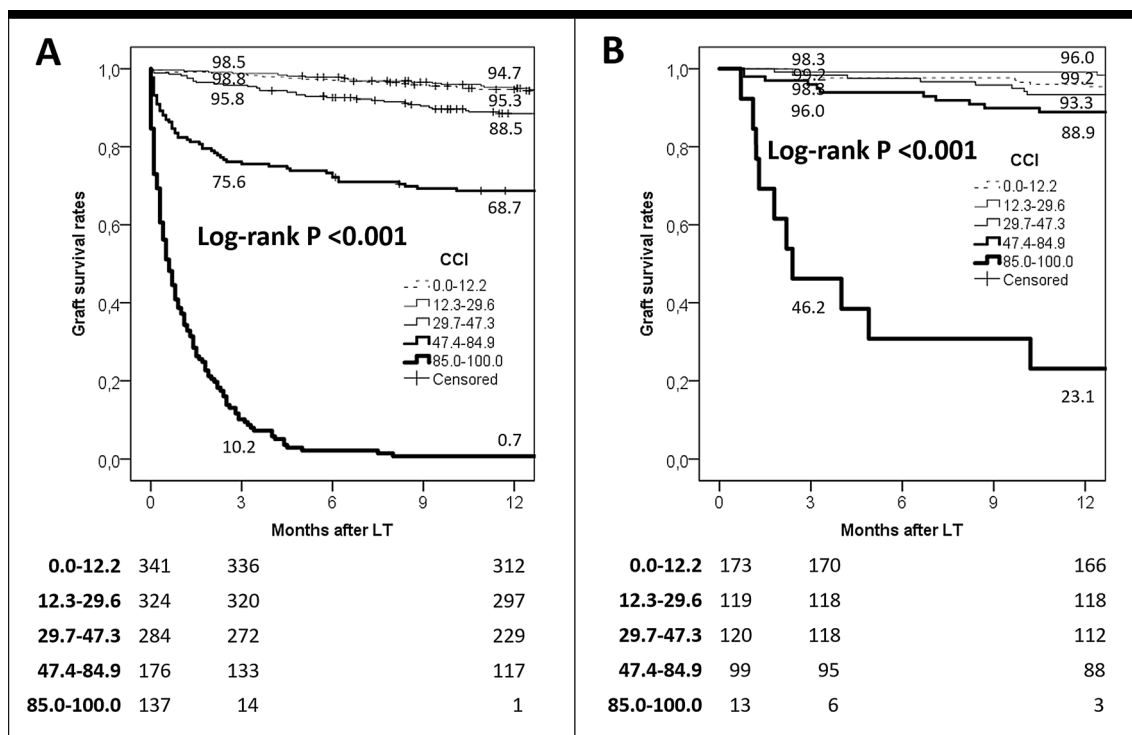 A
1,0
0,8
0,6
0,4
0,2
0,0
Graft survival rates
98.5
98.8
95.8
94.7
95.3
88.5
75.6
68.7
Log-rank P <0.001
CCI
0.0-12.2
12.3-29.6
29.7-47.3
47.4-84.9
85.0-100.0
Censored
10.2
0.7
0 3 6 9 12
Months after LT
0.0-12.2 341 336 312
12.3-29.6 324 320 297
29.7-47.3 284 272 229
47.4-84.9 176 133 117
85.0-100.0 137 14 1
B
1,0
0,8
0,6
0,4
0,2
0,0
Graft survival rates
98.3
99.2
98.3
96.0
96.0
99.2
93.3
88.9
Log-rank P <0.001
CCI
0.0-12.2
12.3-29.6
29.7-47.3
47.4-84.9
85.0-100.0
Censored
46.2
23.1
0 3 6 9 12
Months after LT
0.0-12.2 173 170 166
12.3-29.6 119 118 118
29.7-47.3 120 118 112
47.4-84.9 99 95 88
85.0-100.0 13 6 3